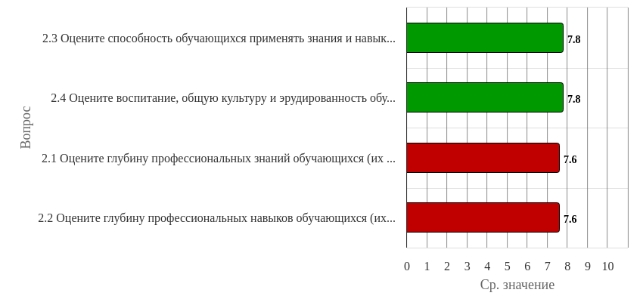 2.3 Оцените способность обучающихся применять знания и навык...
7.8
2.4 Оцените воспитание, общую культуру и эрудированность обу...
7.8
2.1 Оцените глубину профессиональных знаний обучающихся (их ...
7.6
2.2 Оцените глубину профессиональных навыков обучающихся (их...
7.6
Вопрос
0 1 2 3 4 5 6 7 8 9 10
Ср. значение